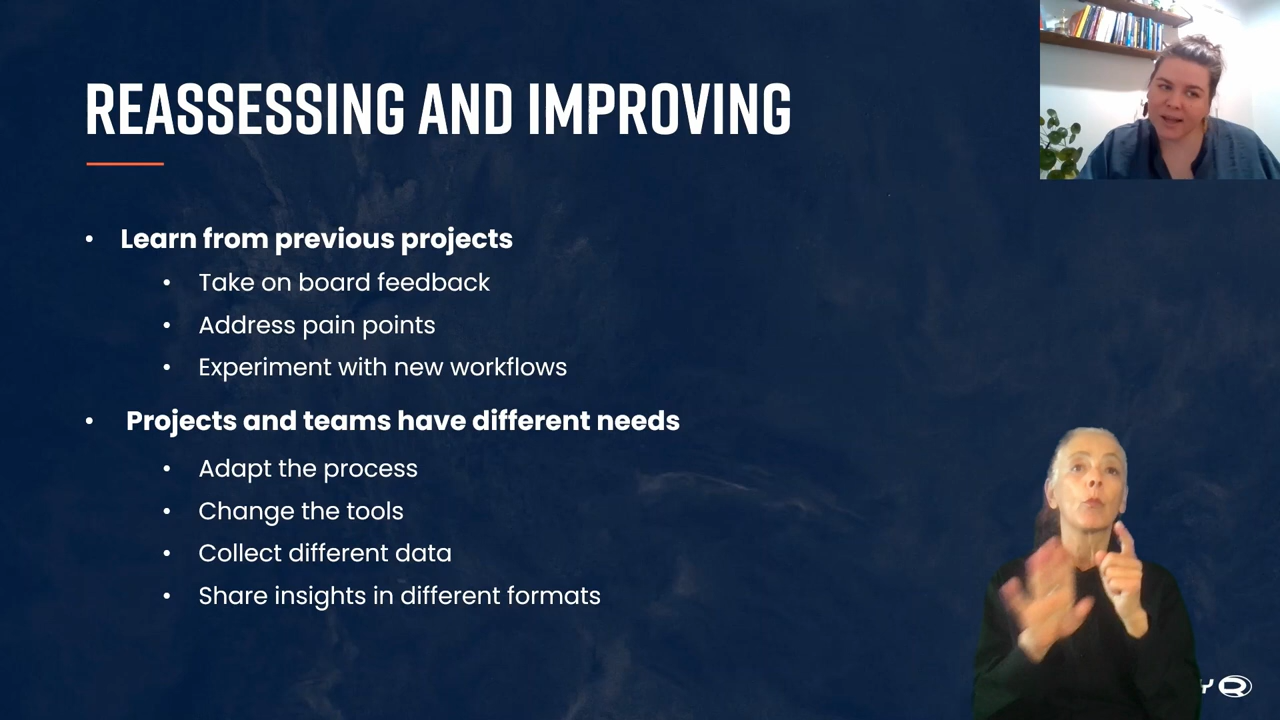 REASSESSING AND IMPROVING
• Learn from previous projects
• Take on board feedback
• Address pain points
• Experiment with new workflows
• Projects and teams have different needs
• Adapt the process
• Change the tools
• Collect different data
• Share insights in different formats